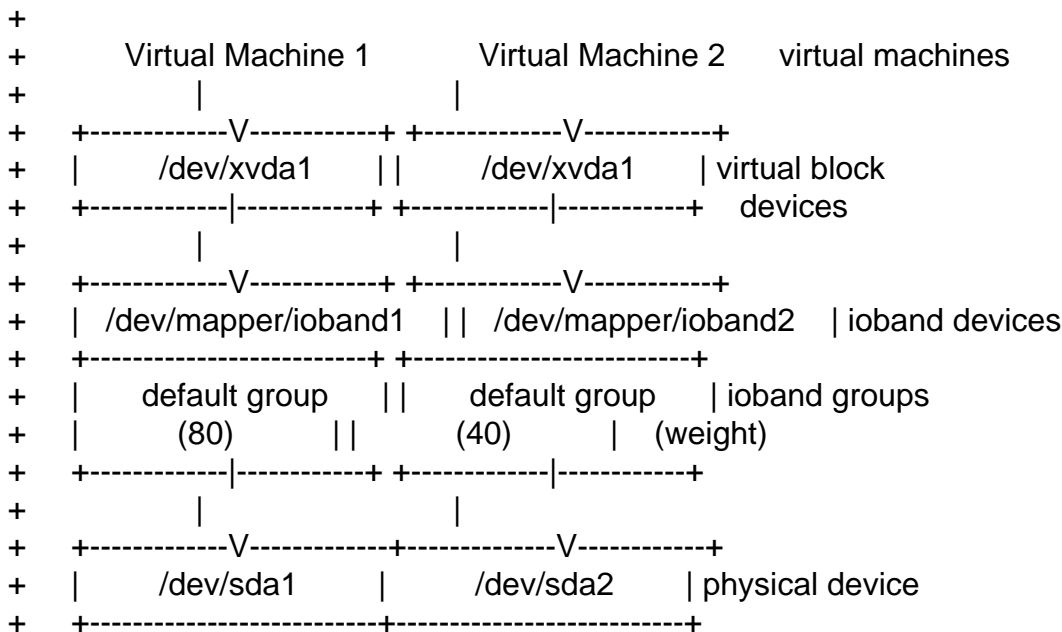 +
+ Virtual Machine 1 Virtual Machine 2 virtual machines
+ | |
+ +-------------V------------+ +-------------V------------+
+ | /dev/xvda1 | | /dev/xvda1 | virtual block
+ +-------------|------------+ +-------------|------------+ devices
+ | |
+ +-------------V------------+ +-------------V------------+
+ | /dev/mapper/ioband1 | | /dev/mapper/ioband2 | ioband devices
+ +--------------------------+ +--------------------------+
+ | default group | | default group | ioband groups
+ | (80) | | (40) | (weight)
+ +-------------|------------+ +-------------|------------+
+ | |
+ +-------------V-------------+--------------V------------+
+ | /dev/sda1 | /dev/sda2 | physical device
+ +---------------------------+---------------------------+